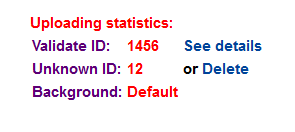 Uploading statistics:
Validate ID: 1456 See details
Unknown ID: 12 or Delete
Background: Default